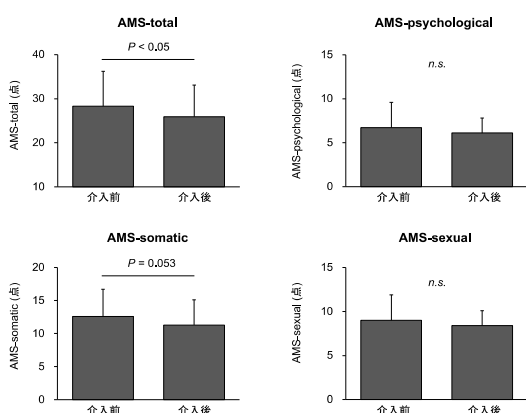 AMS-total
P < 0.05
AMS-total (点)
40
30
20
10
介入前
介入後
AMS-psychological
n.s.
AMS-psychological (点)
15
10
5
0
介入前
介入後
AMS-somatic
P = 0.053
AMS-somatic (点)
20
15
10
5
0
介入前
介入後
AMS-sexual
n.s.
AMS-sexual (点)
15
10
5
0
介入前
介入後